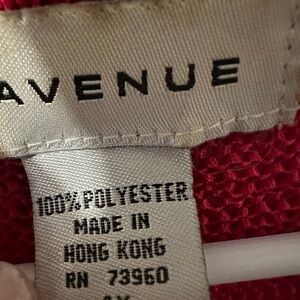 AVENUE
100% POLYESTER
MADE IN
HONG KONG
RN 73960